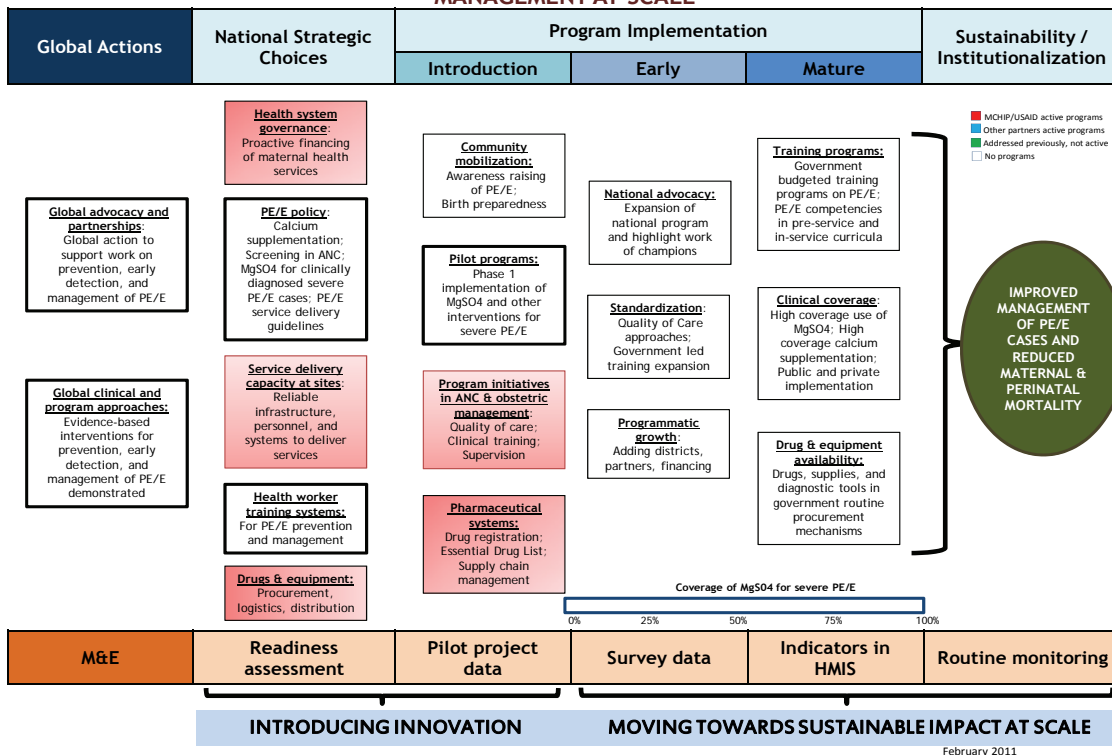 MANAGEMENT AT SCALE
Global Actions
National Strategic
Choices
Program Implementation
Introduction
Early
Mature
Sustainability /
Institutionalization
MCHIP/USAID active programs
Other partners active programs
Addressed previously, not active
No programs
Global advocacy and
partnerships:
Global action to
support work on
prevention, early
detection, and
management of PE/E
Global clinical and
program approaches:
Evidence-based
interventions for
prevention, early
detection, and
management of PE/E
demonstrated
Health system
governance:
Proactive financing
of maternal health
services
PE/E policy:
Calcium
supplementation;
Screening in ANC;
MgSO4 for clinically
diagnosed severe
PE/E cases; PE/E
service delivery
guidelines
Service delivery
capacity at sites:
Reliable
infrastructure,
personnel, and
systems to deliver
services
Health worker
training systems:
For PE/E prevention
and management
Drugs & equipment:
Procurement,
logistics, distribution
Community
mobilization:
Awareness raising
of PE/E;
Birth preparedness
Pilot programs:
Phase 1
implementation of
MgSO4 and other
interventions for
severe PE/E
Program initiatives
in ANC & obstetric
management:
Quality of care;
Clinical training;
Supervision
Pharmaceutical
systems:
Drug registration;
Essential Drug List;
Supply chain
management
National advocacy:
Expansion of
national program
and highlight work
of champions
Standardization:
Quality of Care
approaches;
Government led
training expansion
Programmatic
growth:
Adding districts,
partners, financing
Training programs:
Government
budgeted training
programs on PE/E;
PE/E competencies
in pre-service and
in-service curricula
Clinical coverage:
High coverage use of
MgSO4; High
coverage calcium
supplementation;
Public and private
implementation
Drug & equipment
availability:
Drugs, supplies, and
diagnostic tools in
government routine
procurement
mechanisms
IMPROVED
MANAGEMENT
OF PE/E
CASES AND
REDUCED
MATERNAL &
PERINATAL
MORTALITY
Coverage of MgS04 for severe PE/E
0% 25% 50% 75% 100%
M&E
Readiness
assessment
Pilot project
data
Survey data
Indicators in
HMIS
Routine monitoring
INTRODUCING INNOVATION
MOVING TOWARDS SUSTAINABLE IMPACT AT SCALE
February 2011